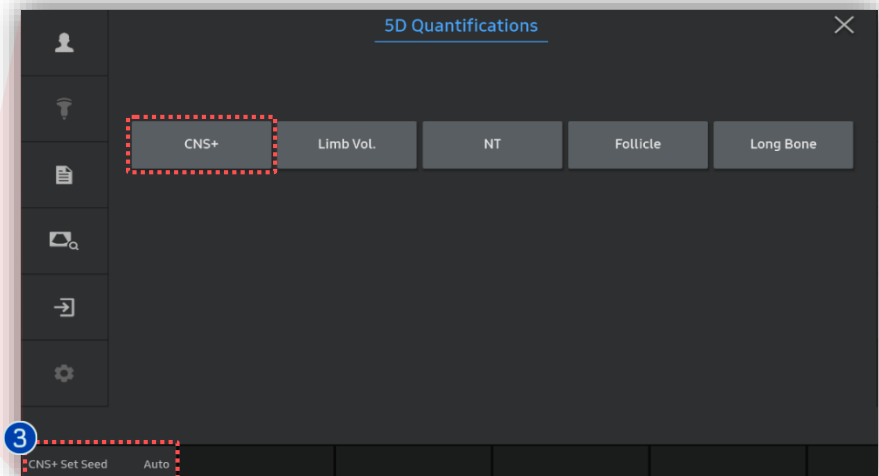 5D Quantifications
CNS+ Limb Vol. NT Follicle Long Bone
3
CNS+ Set Seed Auto